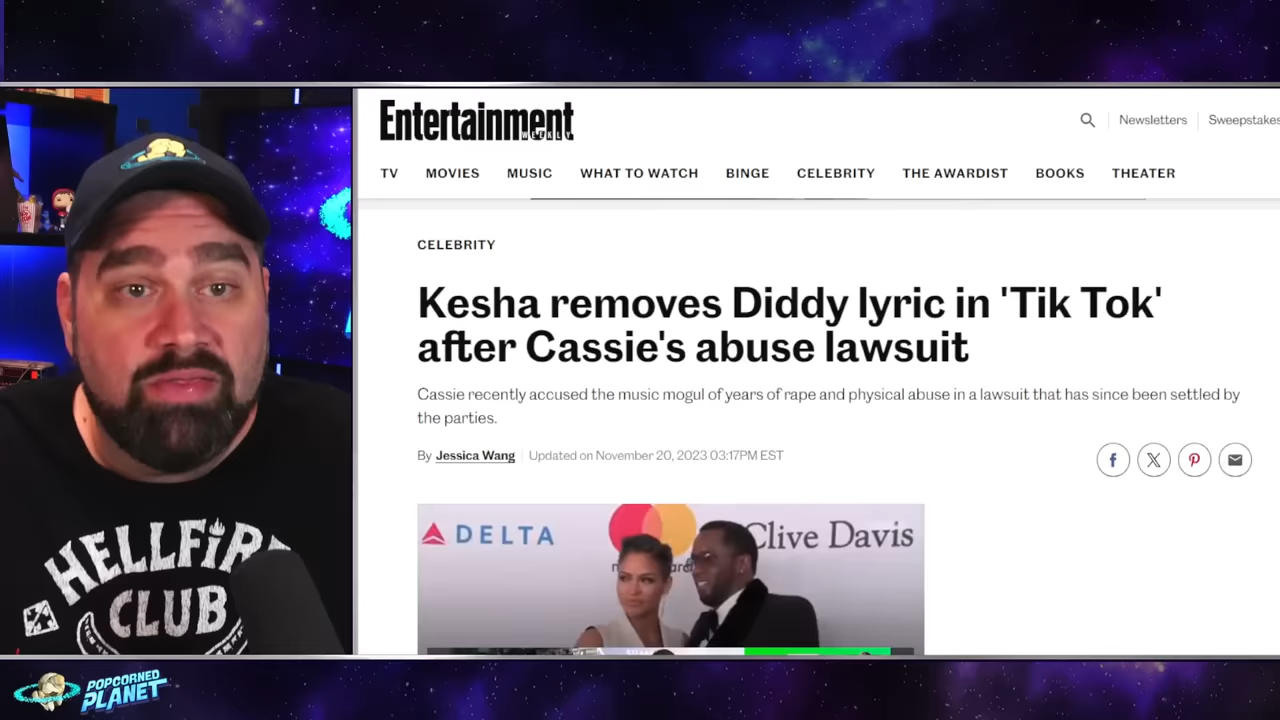 Entertainment
WEEKLY
Newsletters
Sweepstakes
TV
MOVIES
MUSIC
WHAT TO WATCH
BINGE
CELEBRITY
THE AWARDIST
BOOKS
THEATER
CELEBRITY
Kesha removes Diddy lyric in 'Tik Tok'
after Cassie's abuse lawsuit
Cassie recently accused the music mogul of years of rape and physical abuse in a lawsuit that has since been settled by
the parties.
By Jessica Wang
Updated on November 20, 2023 03:17PM EST
DELTA
Clive Davis
HELLFIR
CLUB
POPCORNED
PLANET